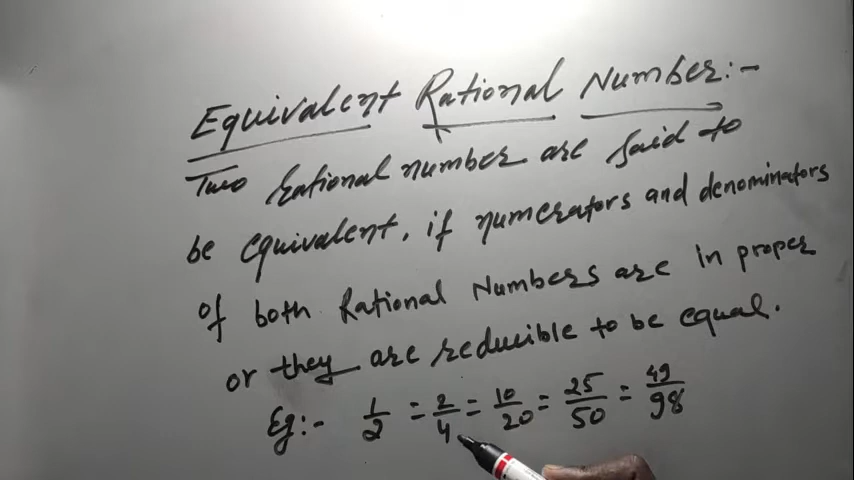 Equivalent Rational Number:-
Two rational number are said to
be equivalent, if numerators and denominators
of both Rational Numbers are in proper
or they are reducible to be equal.
Eg:- 1/2 = 2/4 = 10/20 = 25/50 = 49/98